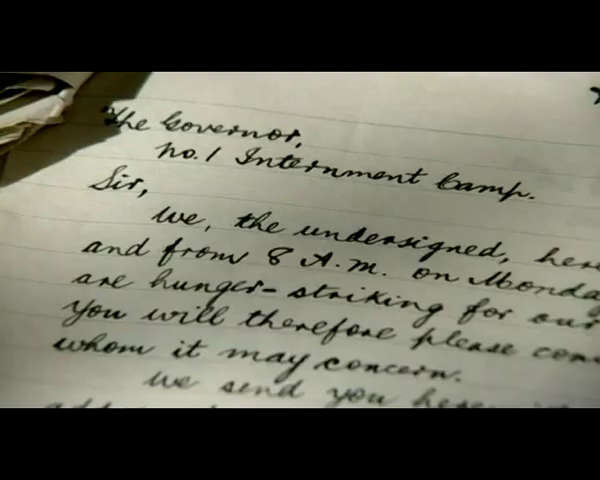 "The Governor,
No. 1 Internment Camp.
Sir,
We, the undersigned,
and from 8 A.M. on
are hunger-striking for our
You will therefore please
whom it may concern.
We send you